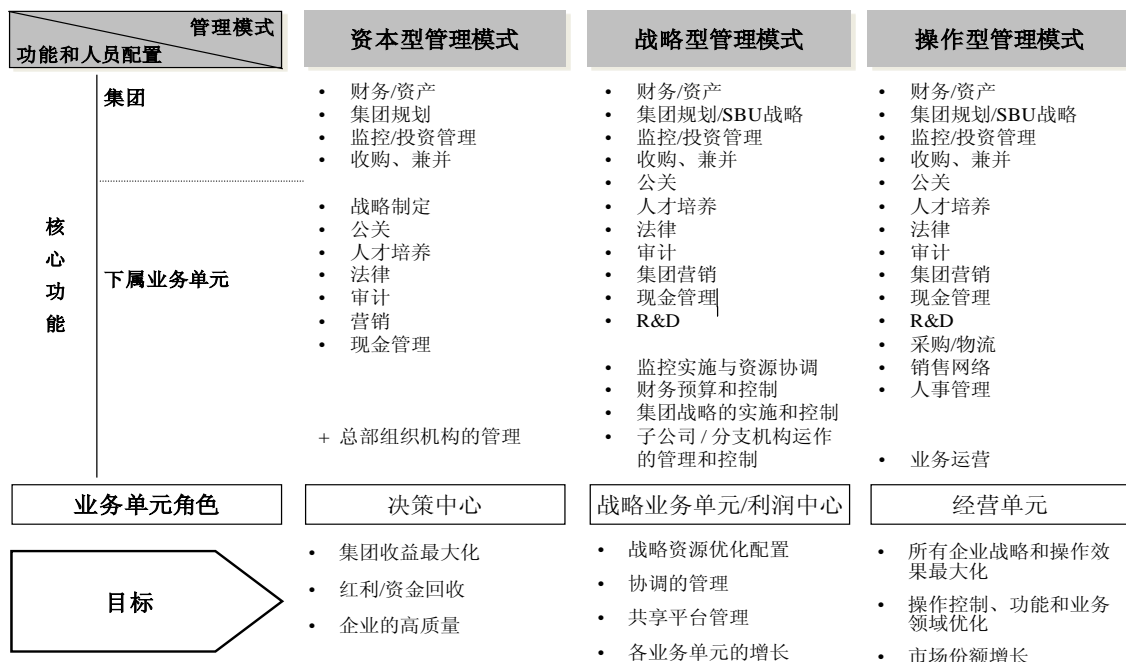 管理模式
功能和人员配置
资本型管理模式
战略型管理模式
操作型管理模式
核
心
功
能
集团
下属业务单元
• 财务/资产
• 集团规划
• 监控/投资管理
• 收购、兼并
• 战略制定
• 公关
• 人才培养
• 法律
• 审计
• 营销
• 现金管理
+ 总部组织机构的管理
• 财务/资产
• 集团规划/SBU战略
• 监控/投资管理
• 收购、兼并
• 公关
• 人才培养
• 法律
• 审计
• 集团营销
• 现金管理
• R&D
• 监控实施与资源协调
• 财务预算和控制
• 集团战略的实施和控制
• 子公司 / 分支机构运作
的管理和控制
• 财务/资产
• 集团规划/SBU战略
• 监控/投资管理
• 收购、兼并
• 公关
• 人才培养
• 法律
• 审计
• 集团营销
• 现金管理
• R&D
• 采购/物流
• 销售网络
• 人事管理
• 业务运营
业务单元角色
决策中心
战略业务单元/利润中心
经营单元
目标
• 集团收益最大化
• 红利/资金回收
• 企业的高质量
• 战略资源优化配置
• 协调的管理
• 共享平台管理
• 各业务单元的增长
• 所有企业战略和操作效
果最大化
• 操作控制、功能和业务
领域优化
• 市场份额增长